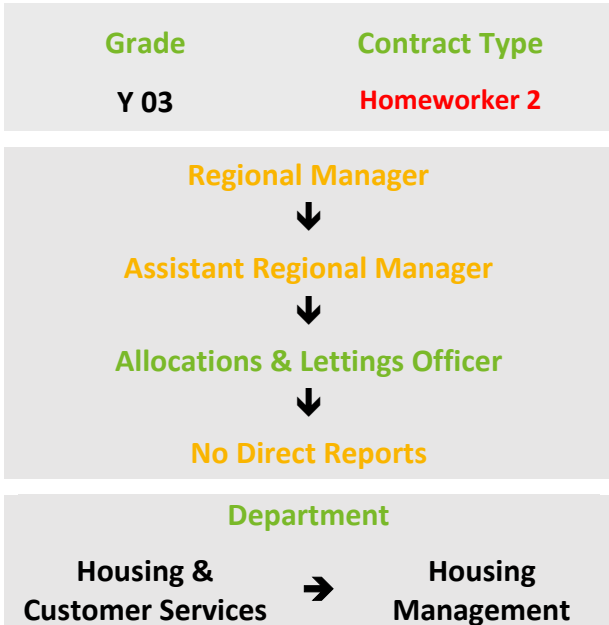 Grade
Contract Type
Y 03
Homeworker 2
Regional Manager
Assistant Regional Manager
Allocations & Lettings Officer
No Direct Reports
Department
Housing &
Customer Services
Housing
Management